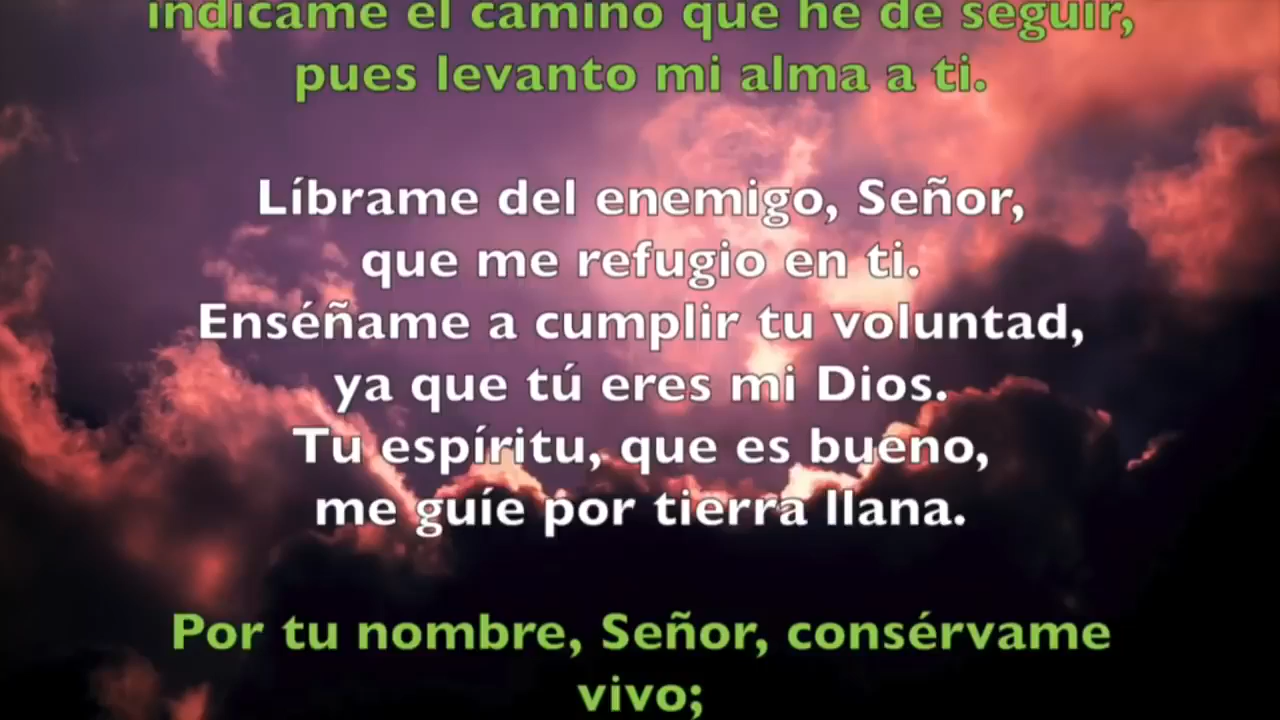 indícame el camino que he de seguir,
pues levanto mi alma a ti.
Líbrame del enemigo, Señor,
que me refugio en ti.
Enséñame a cumplir tu voluntad,
ya que tú eres mi Dios.
Tu espíritu, que es bueno,
me guíe por tierra llana.
Por tu nombre, Señor, consérvame
vivo;